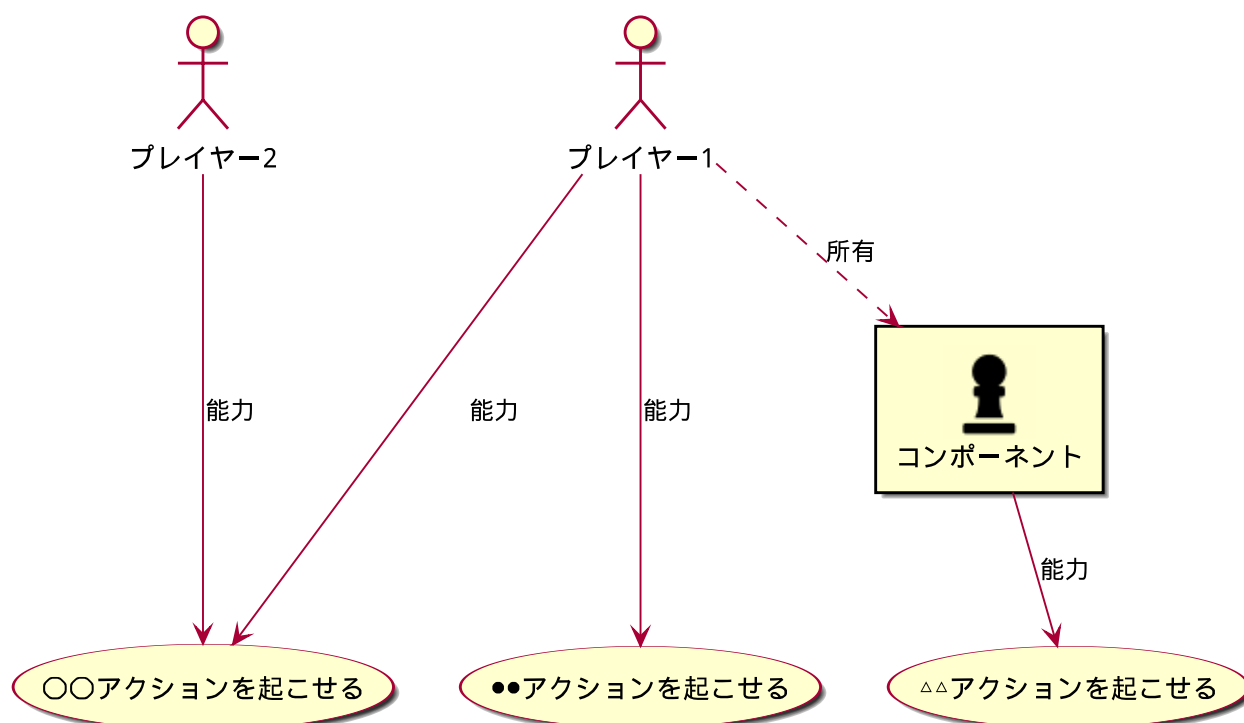 プレイヤー2
プレイヤー1
所有
能力
能力
能力
コンポーネント
能力
○○アクションを起こせる
●●アクションを起こせる
△△アクションを起こせる